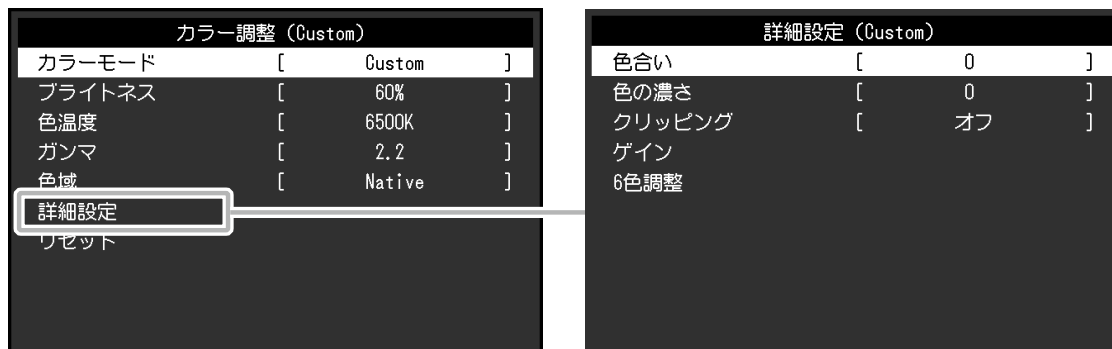 カラー調整（Custom）
カラーモード [ Custom ]
ブライトネス [ 60% ]
色温度 [ 6500K ]
ガンマ [ 2.2 ]
色域 [ Native ]
詳細設定
リセット
詳細設定（Custom）
色合い [ 0 ]
色の濃さ [ 0 ]
クリッピング [ オフ ]
ゲイン
6色調整